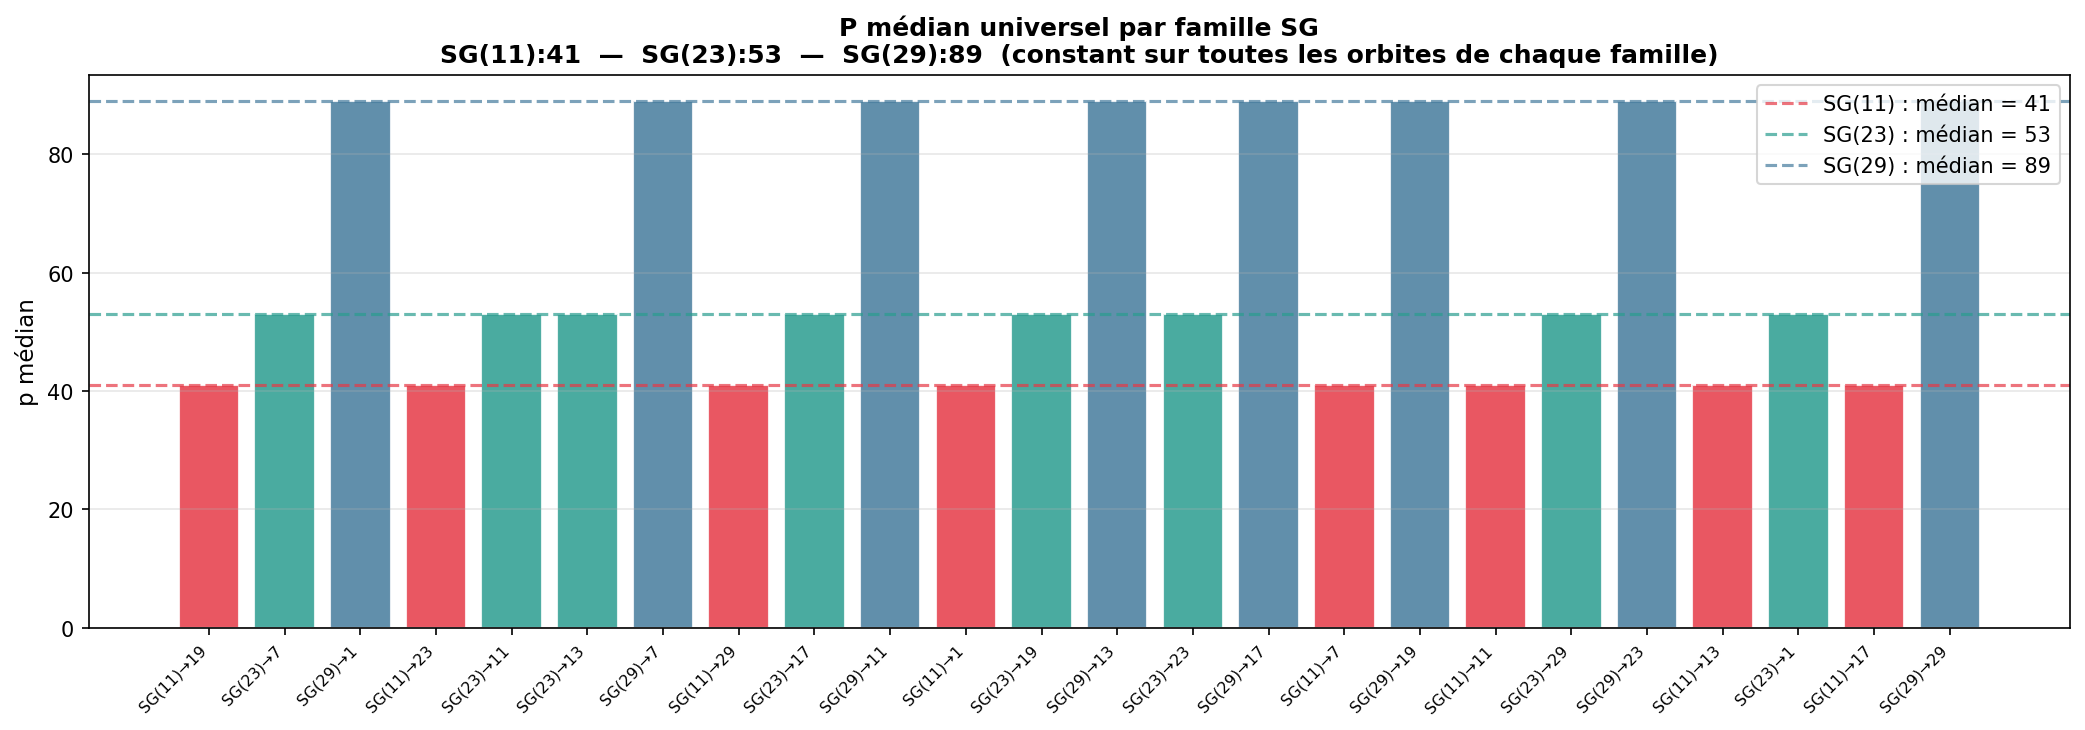 P médian universel par famille SG
SG(11):41 — SG(23):53 — SG(29):89 (constant sur toutes les orbites de chaque famille)
SG(11) : médian = 41
SG(23) : médian = 53
SG(29) : médian = 89
p médian
80
60
40
20
0
SG(11)→19
SG(23)→7
SG(29)→1
SG(11)→23
SG(23)→11
SG(23)→13
SG(29)→7
SG(11)→29
SG(23)→17
SG(29)→11
SG(11)→1
SG(23)→19
SG(29)→13
SG(23)→23
SG(29)→17
SG(11)→7
SG(29)→19
SG(11)→11
SG(23)→29
SG(29)→23
SG(11)→13
SG(23)→1
SG(11)→17
SG(29)→29